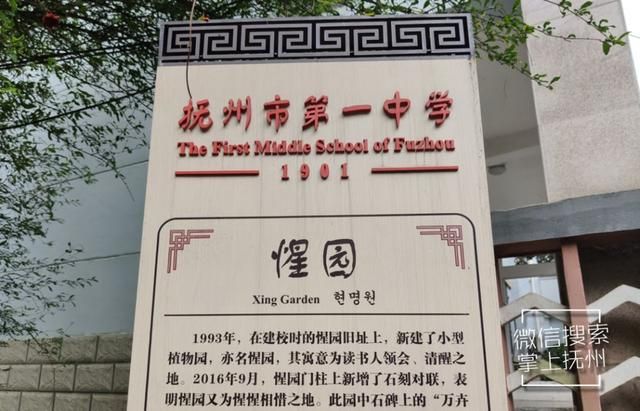 抚州市第一中学
The First Middle School of Fuzhou
1901
惺园
Xing Garden 현명원
1993年，在建校时的惺园旧址上，新建了小型
植物园，亦名惺园，其寓意为读书人领会、清醒之
地。2016年9月，惺园门柱上新增了石刻对联，表
明惺园又为惺惺相惜之地。此园中石碑上的“万卉
微信搜索
掌上抚州